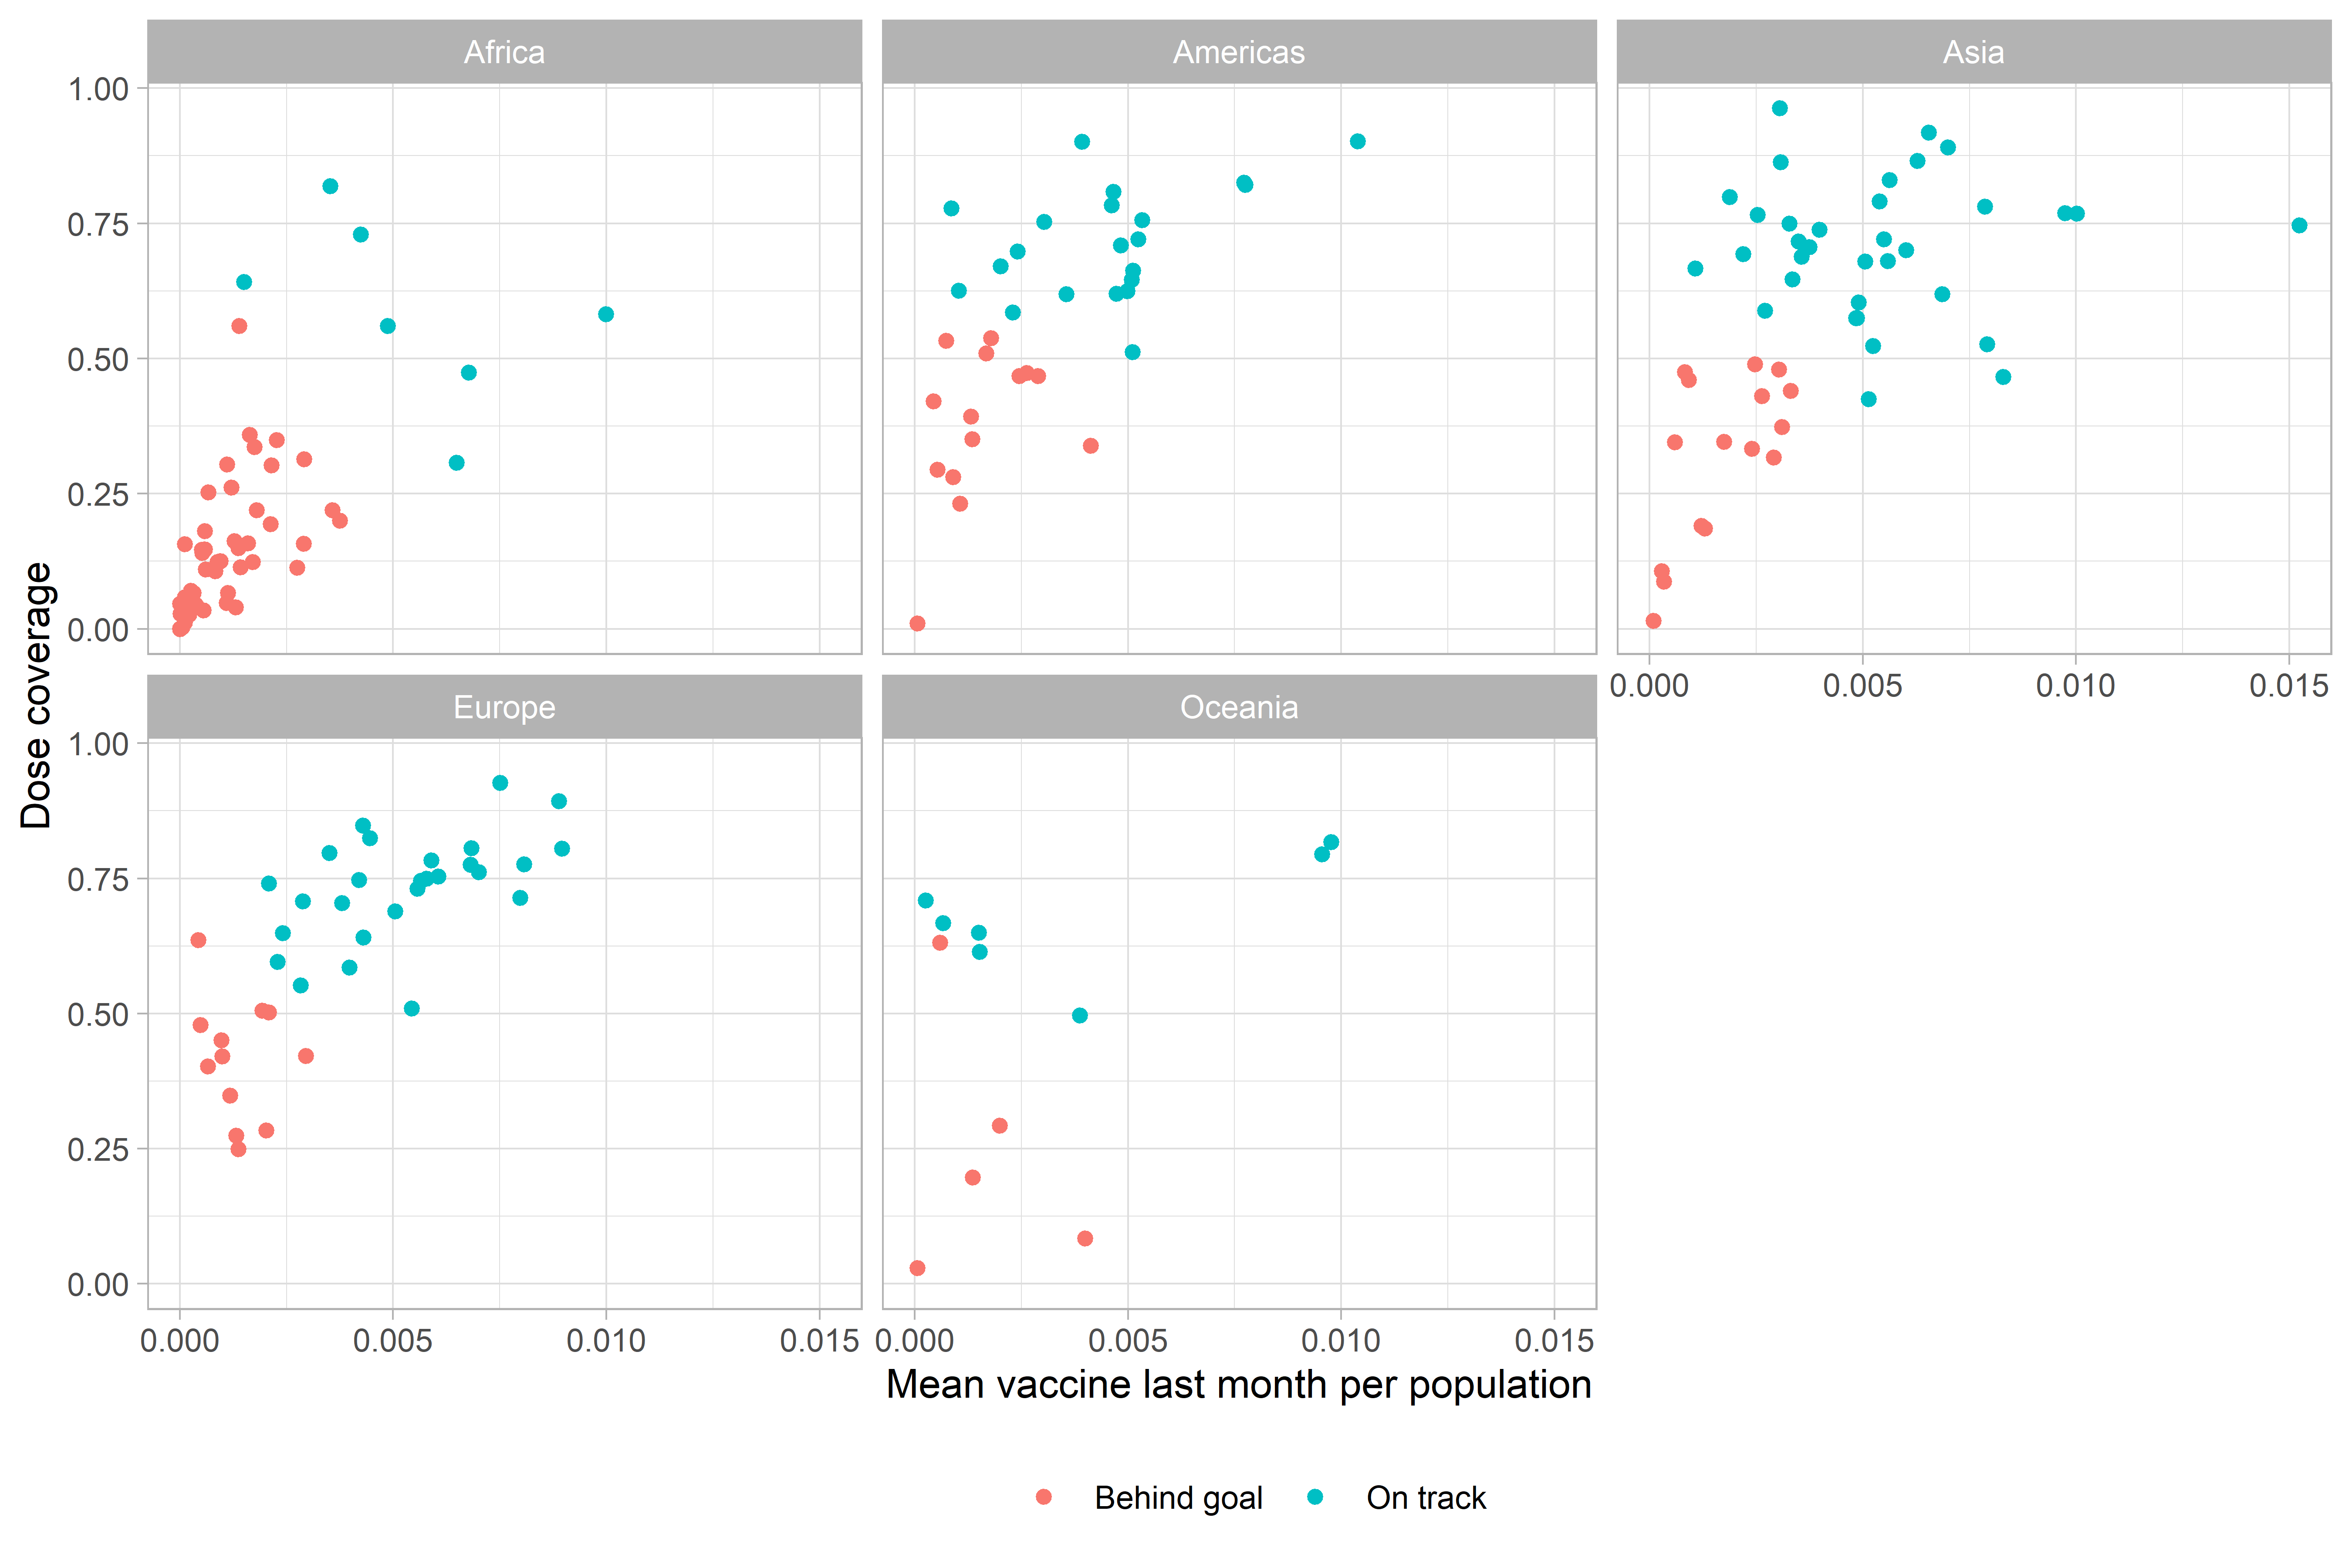 Africa
Americas
Asia
1.00
0.75
0.50
0.25
0.00
0.000 0.005 0.010 0.015
Europe
Oceania
1.00
0.75
0.50
0.25
0.00
0.000 0.005 0.010 0.015
0.000 0.005 0.010 0.015
Dose coverage
Mean vaccine last month per population
Behind goal
On track